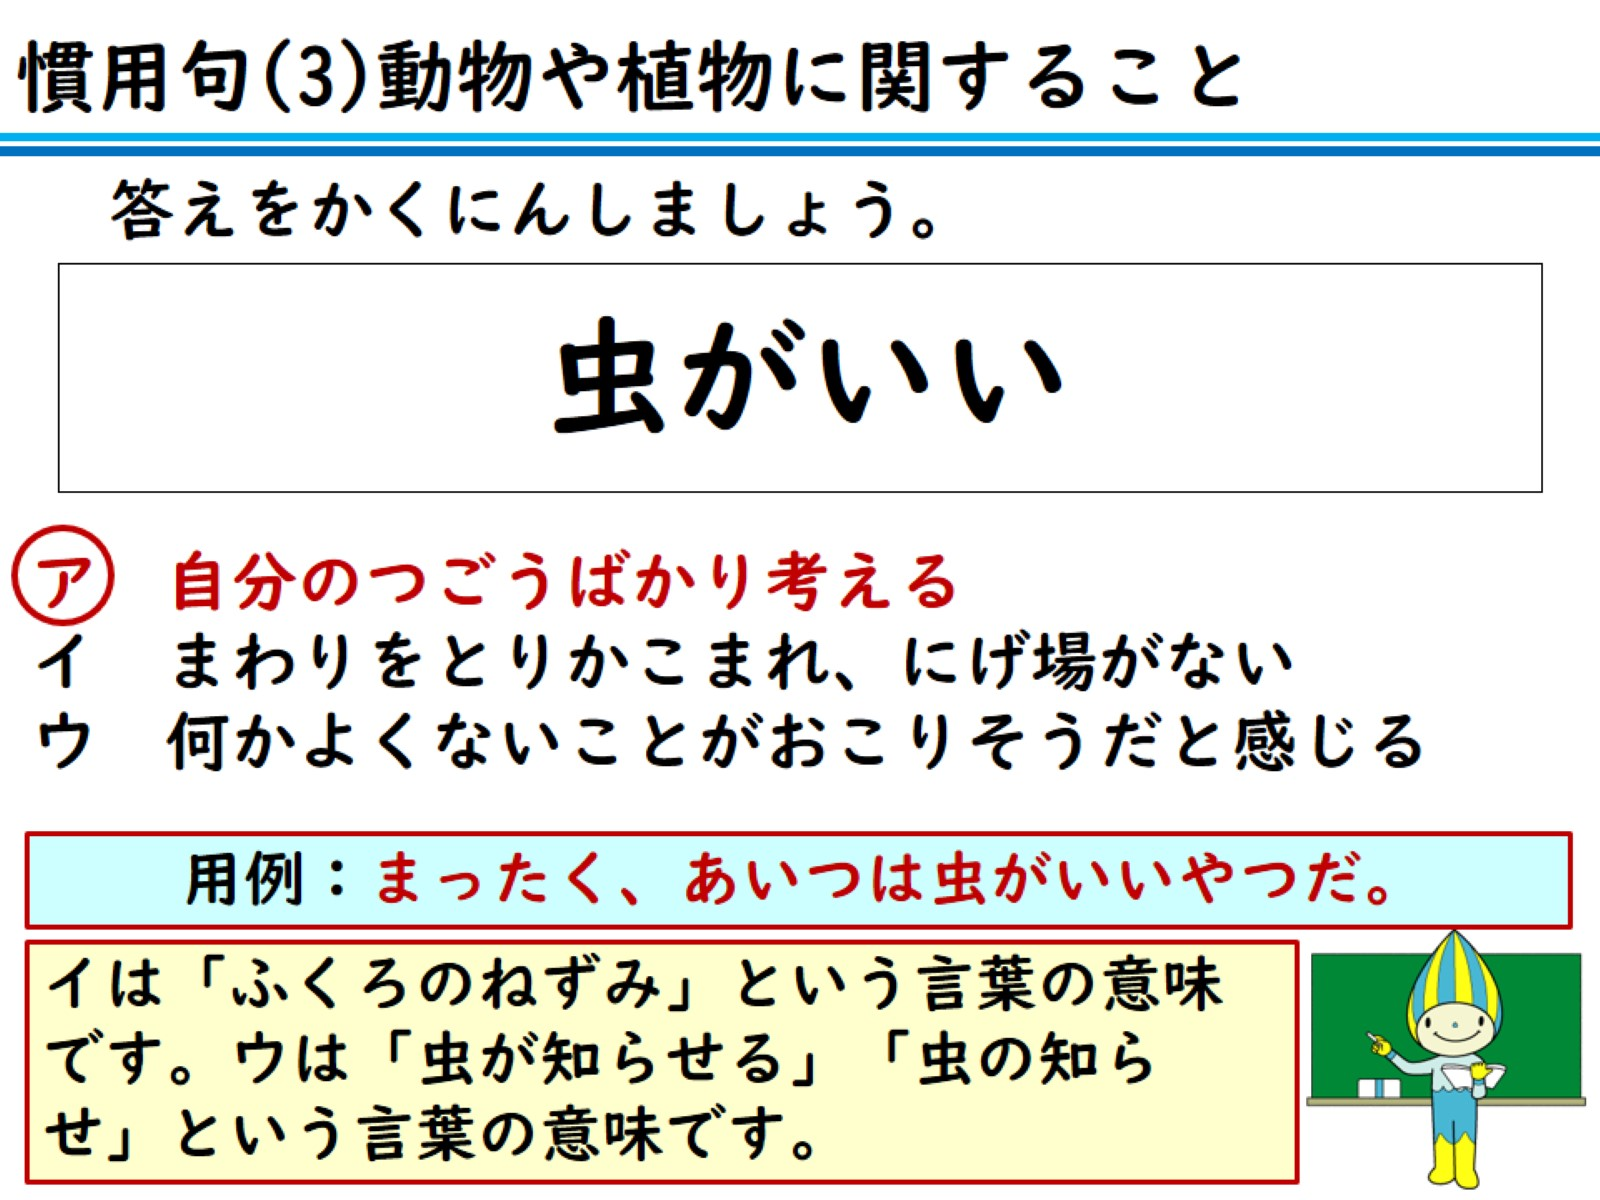 慣用句(3)動物や植物に関すること
答えをかくにんしましょう。
虫がいい
ア　自分のつごうばかり考える
イ　まわりをとりかこまれ、にげ場がない
ウ　何かよくないことがおこりそうだと感じる
用例：まったく、あいつは虫がいいやつだ。
イは「ふくろのねずみ」という言葉の意味
です。ウは「虫が知らせる」「虫の知ら
せ」という言葉の意味です。